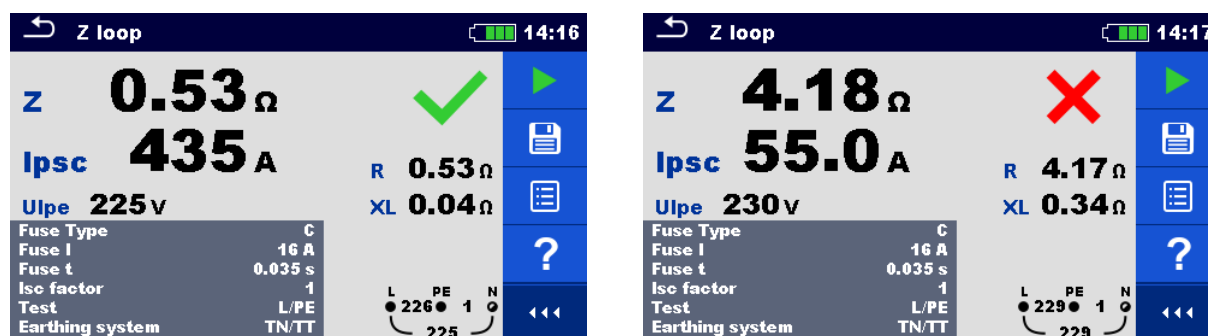 Z loop 14:16
Z 0.53 Ω
Ipsc 435 A
R 0.53 Ω
Ulpe 225 V
XL 0.04 Ω
Fuse Type C
Fuse I 16 A
Fuse t 0.035 s
Isc factor 1
Test L/PE
Earthing system TN/TT
?
L PE N
226 1
225
Z loop 14:17
Z 4.18 Ω
Ipsc 55.0 A
R 4.17 Ω
Ulpe 230 V
XL 0.34 Ω
Fuse Type C
Fuse I 16 A
Fuse t 0.035 s
Isc factor 1
Test L/PE
Earthing system TN/TT
?
L PE N
229 1
229